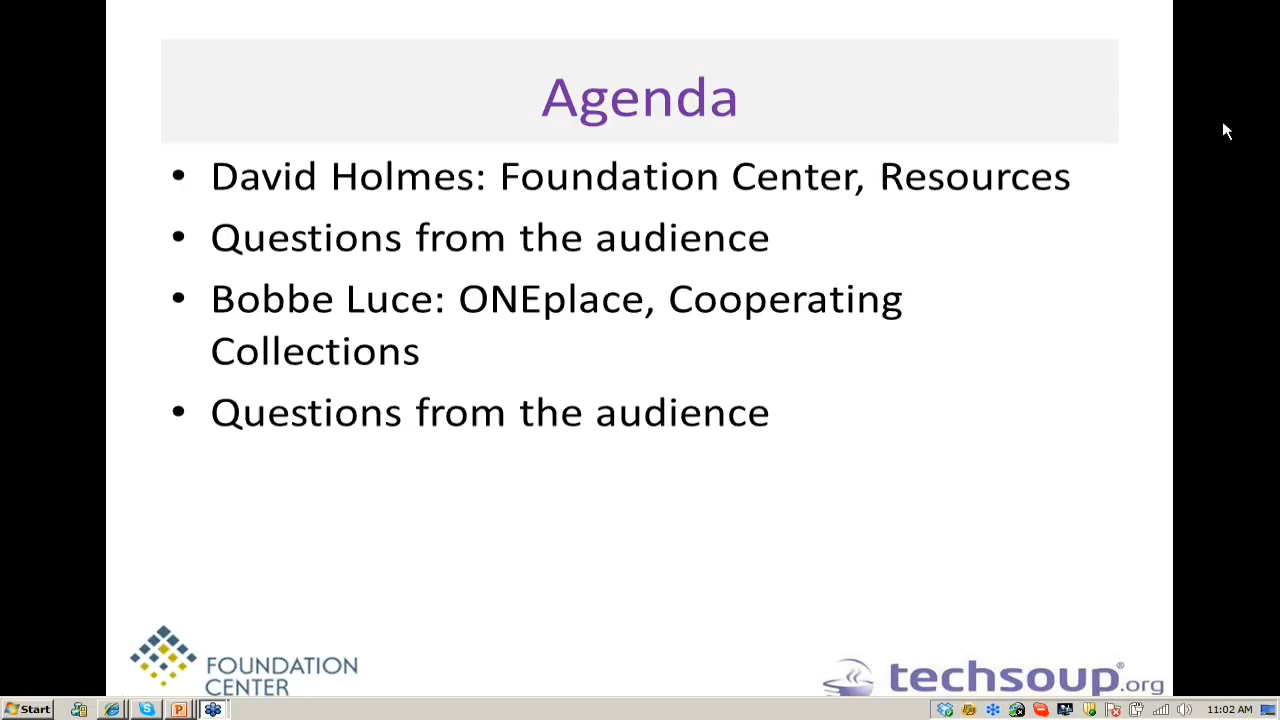 Agenda
• David Holmes: Foundation Center, Resources
• Questions from the audience
• Bobbe Luce: ONEplace, Cooperating
Collections
• Questions from the audience
FOUNDATION
CENTER
techsoup®.org
Start
11:02 AM